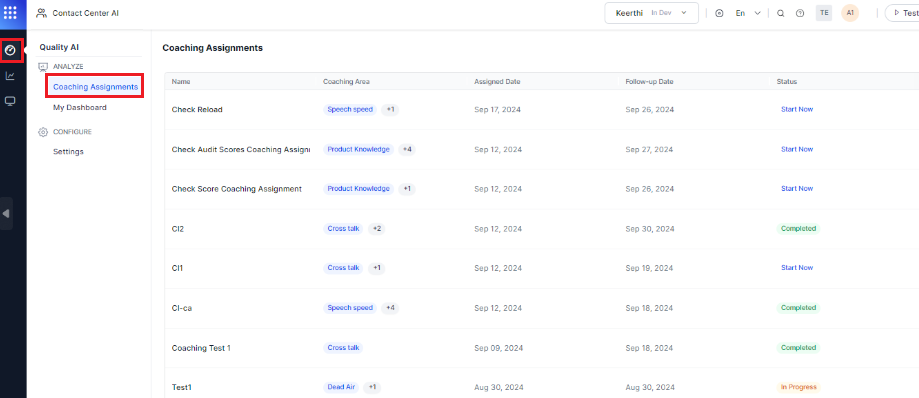 Contact Center AI
Keerthi In Dev
En
TE
A1
Test
Quality AI
ANALYZE
Coaching Assignments
My Dashboard
CONFIGURE
Settings
Coaching Assignments
Name Coaching Area Assigned Date Follow-up Date Status
Check Reload Speech speed +1 Sep 17, 2024 Sep 26, 2024 Start Now
Check Audit Scores Coaching Assign Product Knowledge +4 Sep 12, 2024 Sep 27, 2024 Start Now
Check Score Coaching Assignment Product Knowledge +1 Sep 12, 2024 Sep 26, 2024 Start Now
CI2 Cross talk +2 Sep 12, 2024 Sep 30, 2024 Completed
CI1 Cross talk +1 Sep 12, 2024 Sep 19, 2024 Start Now
CI-ca Speech speed +4 Sep 12, 2024 Sep 18, 2024 Completed
Coaching Test 1 Cross talk Sep 09, 2024 Sep 18, 2024 Completed
Test1 Dead Air +1 Aug 30, 2024 Aug 30, 2024 In Progress